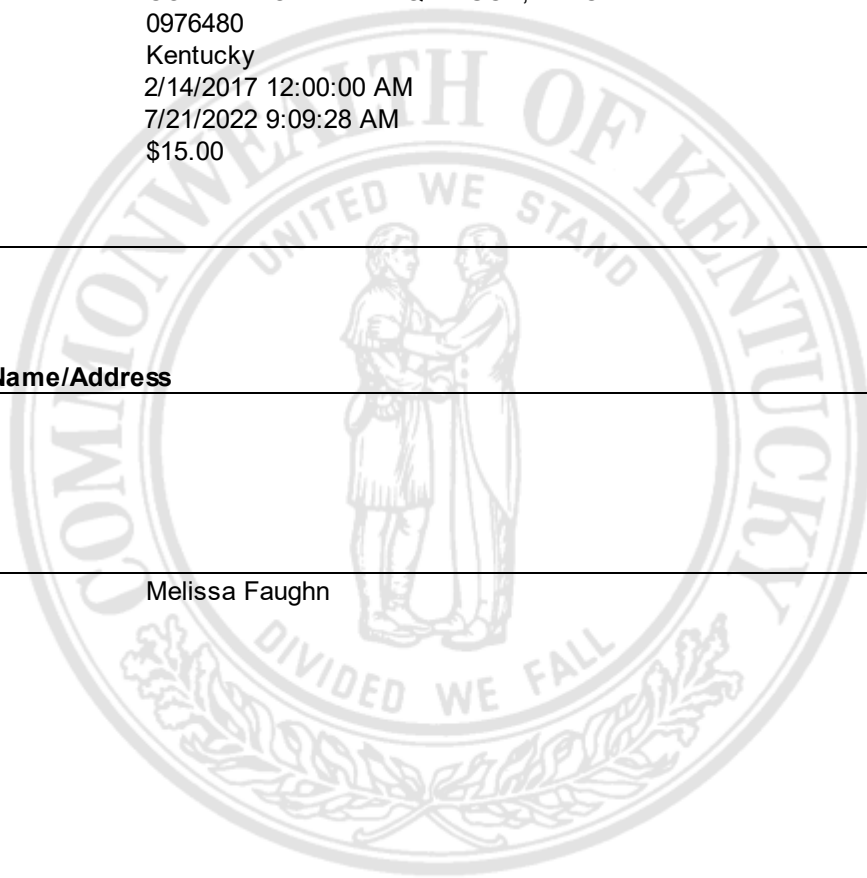 0976480
Kentucky
2/14/2017 12:00:00 AM
7/21/2022 9:09:28 AM
$15.00
COMMONWEALTH OF KENTUCKY
UNITED WE STAND
Name/Address
Melissa Faughn
DIVIDED WE FALL